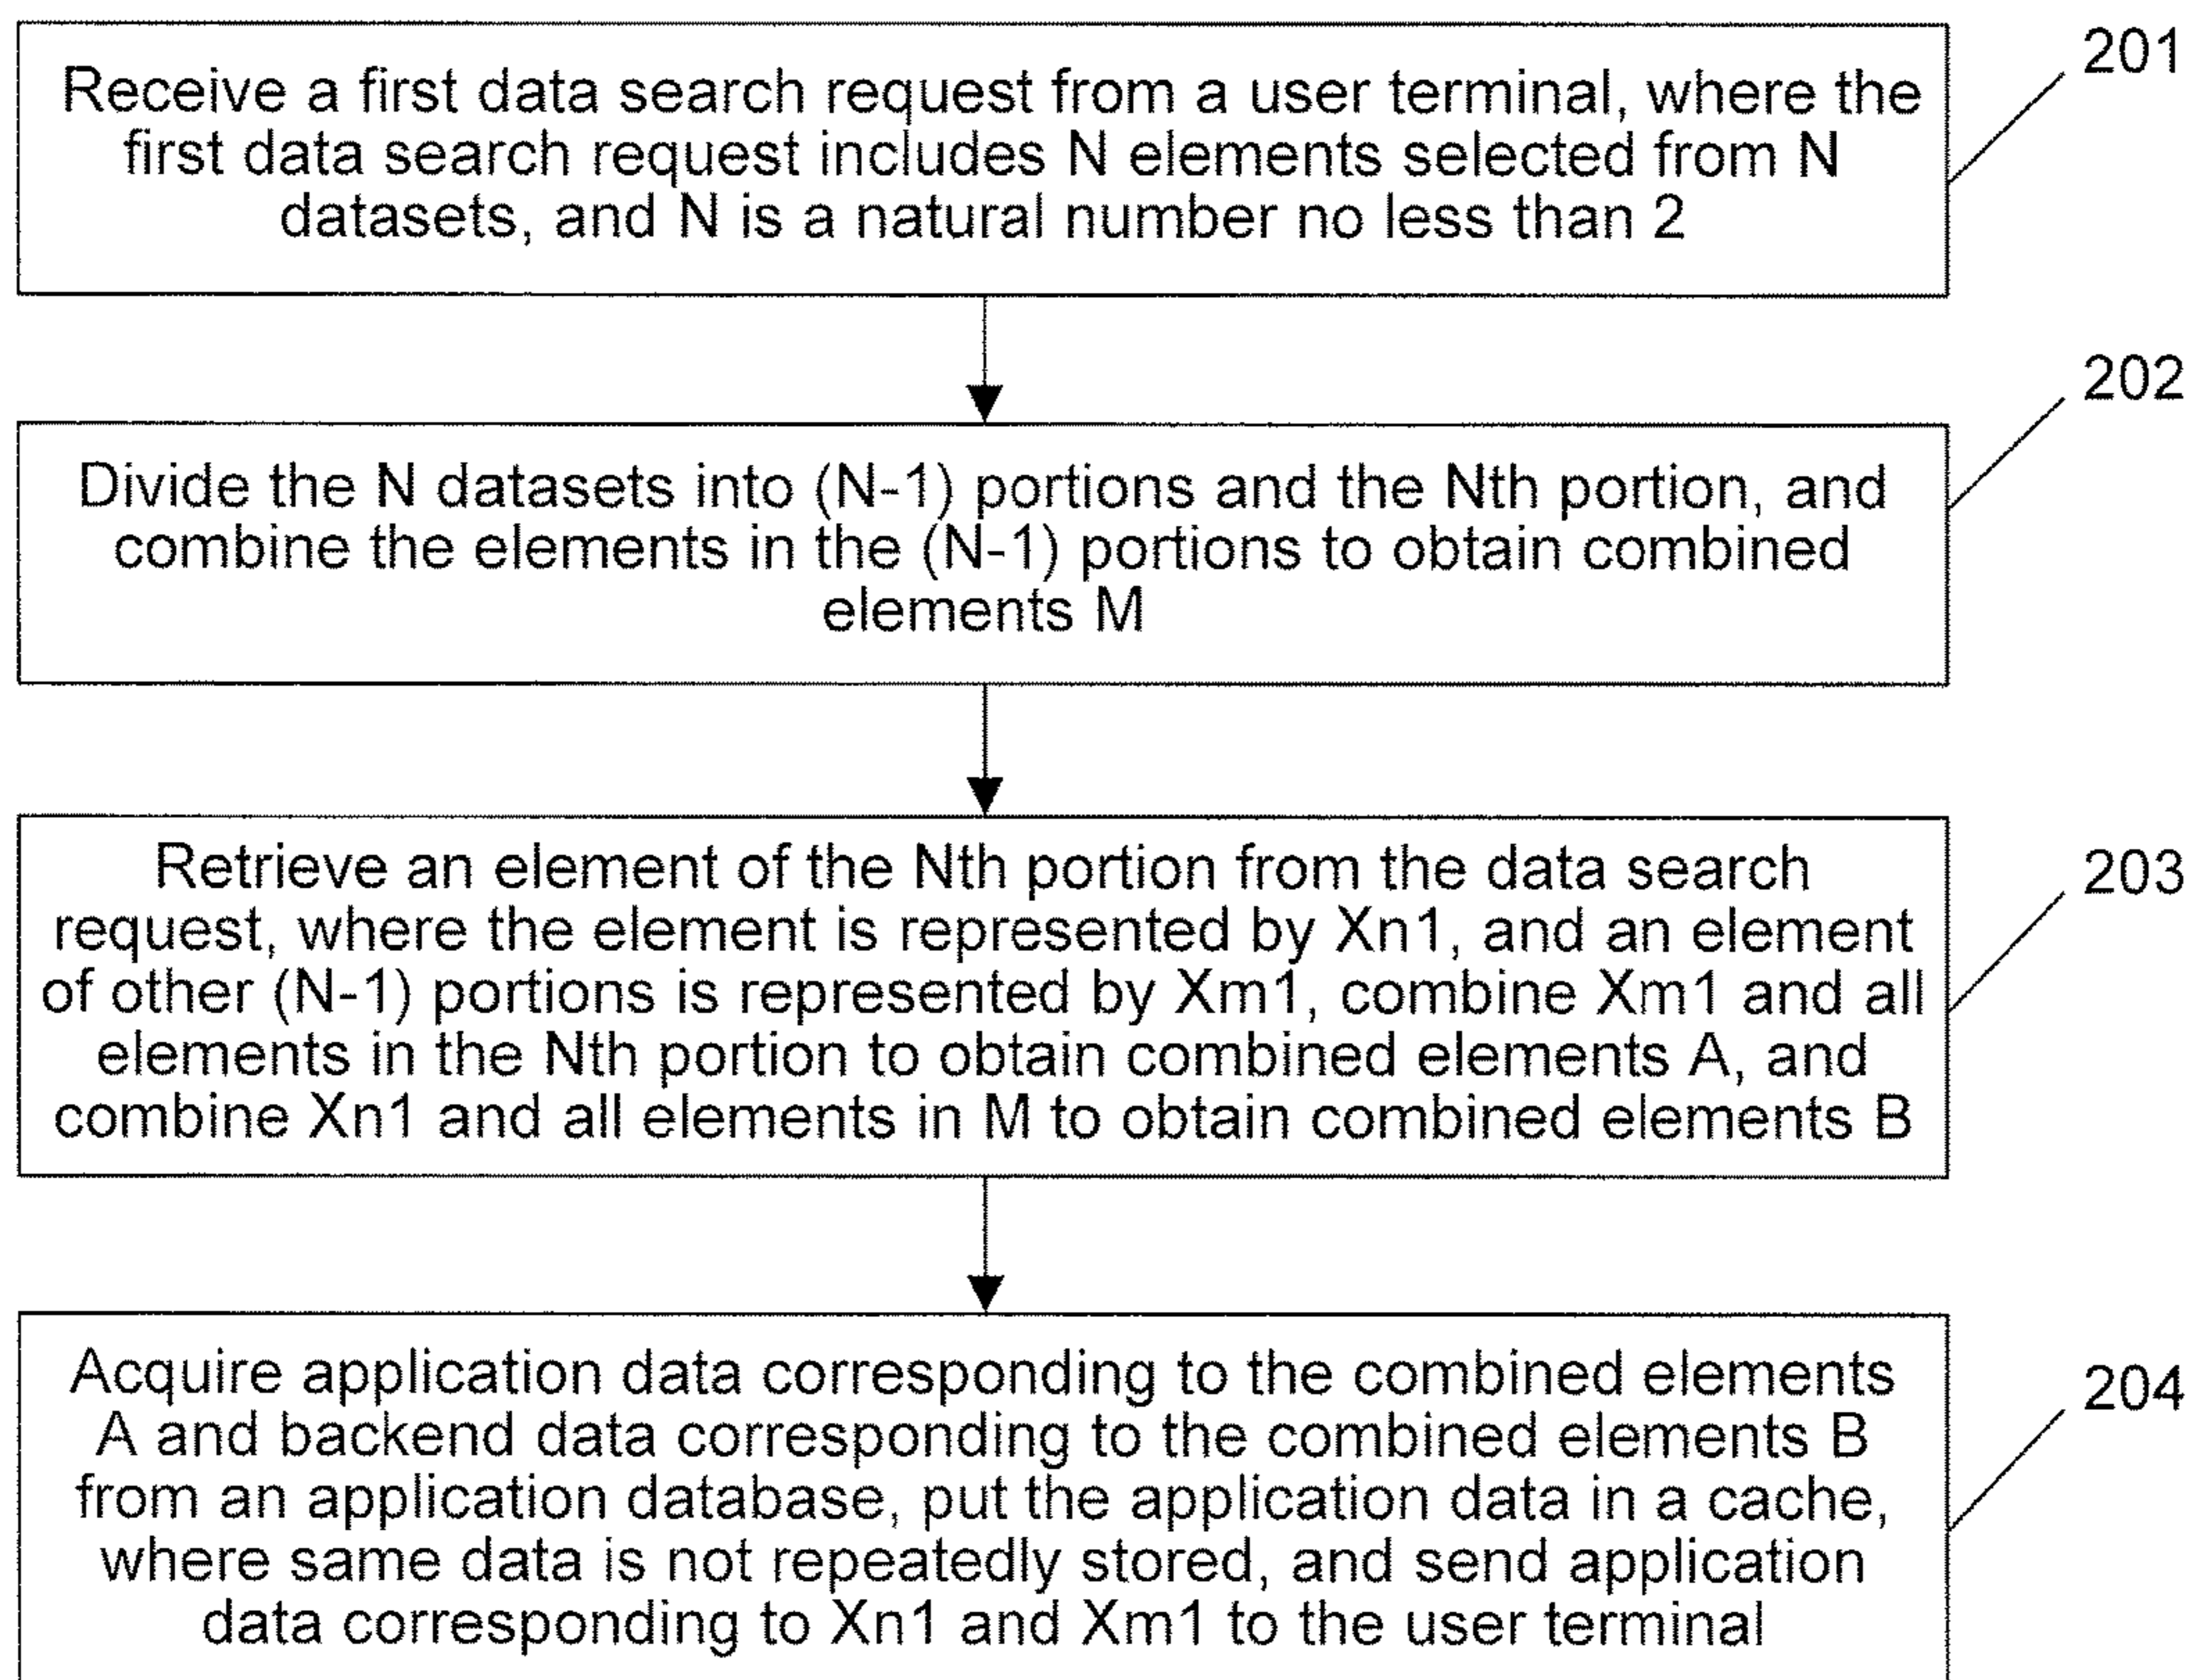 Receive a first data search request from a user terminal, where the
first data search request includes N elements selected from N
datasets, and N is a natural number no less than 2
201
Divide the N datasets into (N-1) portions and the Nth portion, and
combine the elements in the (N-1) portions to obtain combined
elements M
202
Retrieve an element of the Nth portion from the data search
request, where the element is represented by Xn1, and an element
of other (N-1) portions is represented by Xm1, combine Xm1 and all
elements in the Nth portion to obtain combined elements A, and
combine Xn1 and all elements in M to obtain combined elements B
203
Acquire application data corresponding to the combined elements
A and backend data corresponding to the combined elements B
from an application database, put the application data in a cache,
where same data is not repeatedly stored, and send application
data corresponding to Xn1 and Xm1 to the user terminal
204